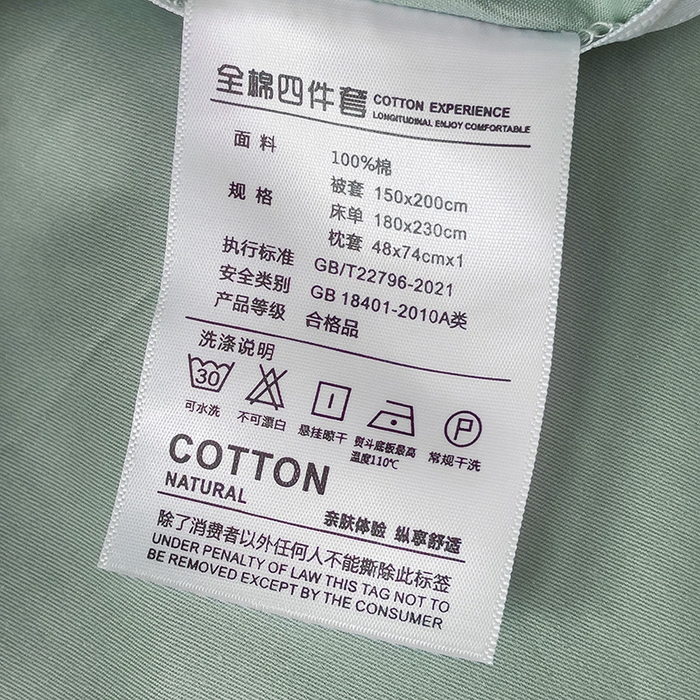 全棉四件套 COTTON EXPERIENCE
LONGITUDINAL ENJOY COMFORTABLE
面料 100%棉
规格 被套 150x200cm
床单 180x230cm
枕套 48x74cmx1
执行标准 GB/T22796-2021
安全类别 GB 18401-2010A类
产品等级 合格品
洗涤说明
30 P
可水洗 不可漂白 悬挂晾干 熨斗底板最高温度110℃ 常规干洗
COTTON
NATURAL
亲肤体验 纵享舒适
除了消费者以外任何人不能撕除此标签
UNDER PENALTY OF LAW THIS TAG NOT TO
BE REMOVED EXCEPT BY THE CONSUMER